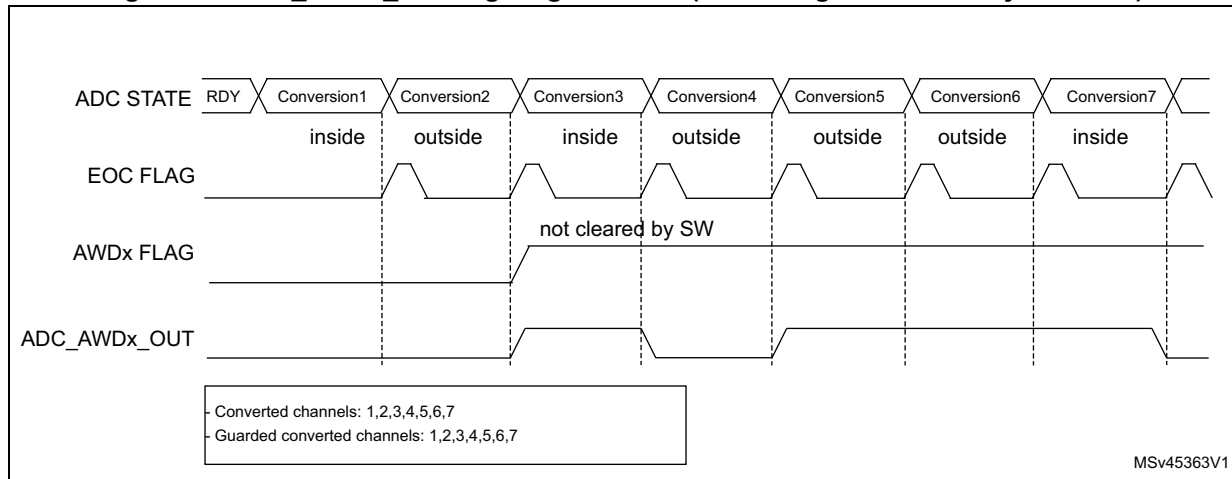 ADC STATE RDY Conversion1 Conversion2 Conversion3 Conversion4 Conversion5 Conversion6 Conversion7
inside outside inside outside outside outside inside
EOC FLAG
not cleared by SW
AWDx FLAG
ADC_AWDx_OUT
- Converted channels: 1,2,3,4,5,6,7
- Guarded converted channels: 1,2,3,4,5,6,7
MSv45363V1